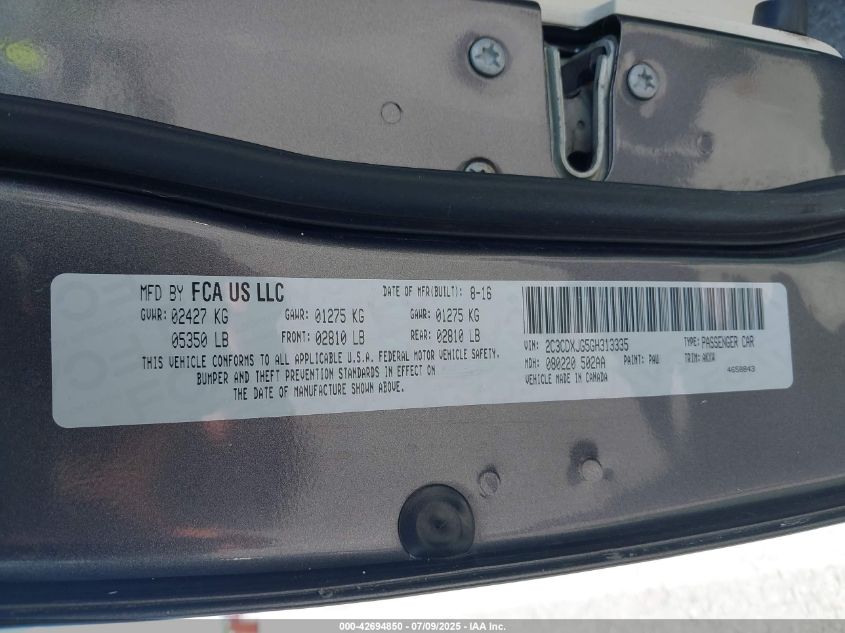 MFD BY FCA US LLC DATE OF MFR(BUILT): 8-16
GVWR: 02427 KG GAWR: 01275 KG GAWR: 01275 KG
05350 LB FRONT: 02810 LB REAR: 02810 LB
THIS VEHICLE CONFORMS TO ALL APPLICABLE U.S.A. FEDERAL MOTOR VEHICLE SAFETY,
BUMPER AND THEFT PREVENTION STANDARDS IN EFFECT ON
THE DATE OF MANUFACTURE SHOWN ABOVE.
VIN: 2C3CDXJG5GH313335 TYPE: PASSENGER CAR
MDH: 080220 502AA PAINT: PAU TRIM:
VEHICLE MADE IN CANADA 4658843
000-42694850 - 07/09/2025 - IAA Inc.